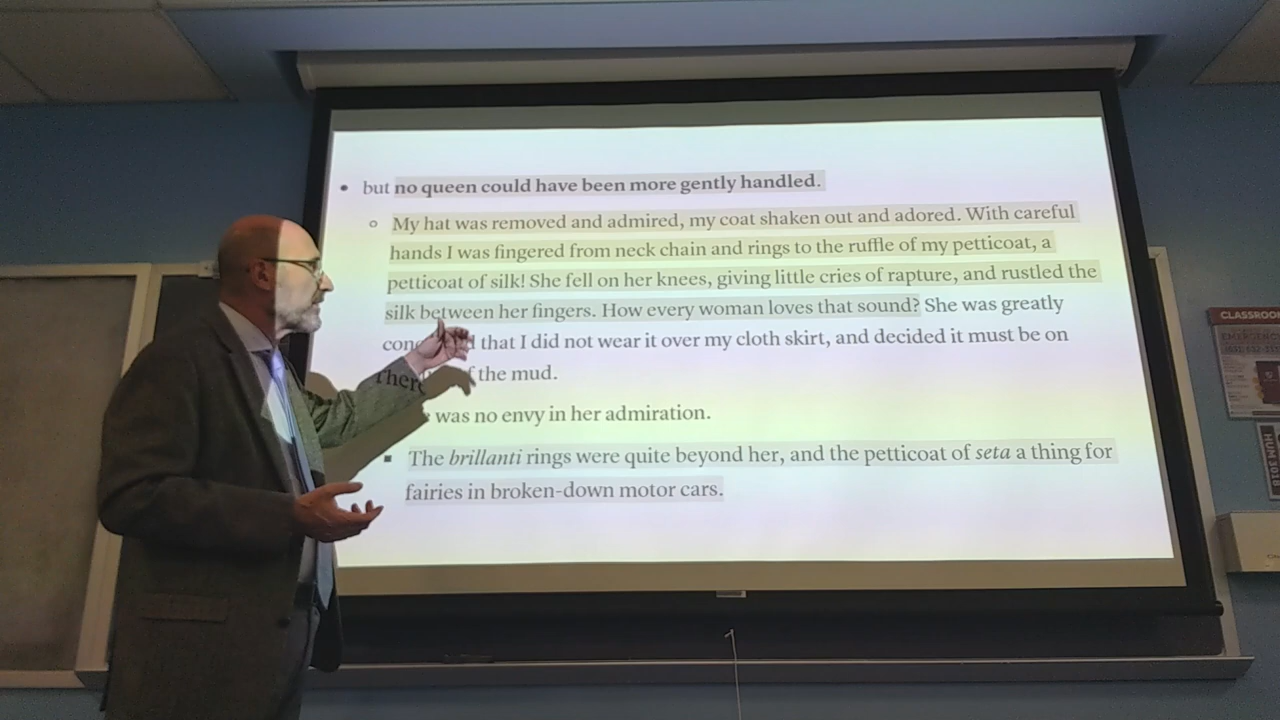 • but no queen could have been more gently handled.
○ My hat was removed and admired, my coat shaken out and adored. With careful
hands I was fingered from neck chain and rings to the ruffle of my petticoat, a
petticoat of silk! She fell on her knees, giving little cries of rapture, and rustled the
silk between her fingers. How every woman loves that sound? She was greatly
that I did not wear it over my cloth skirt, and decided it must be on
the mud.
was no envy in her admiration.
▪ The brillanti rings were quite beyond her, and the petticoat of seta a thing for
fairies in broken-down motor cars.
CLASSROOM
EMERGENCY
HUM 3018